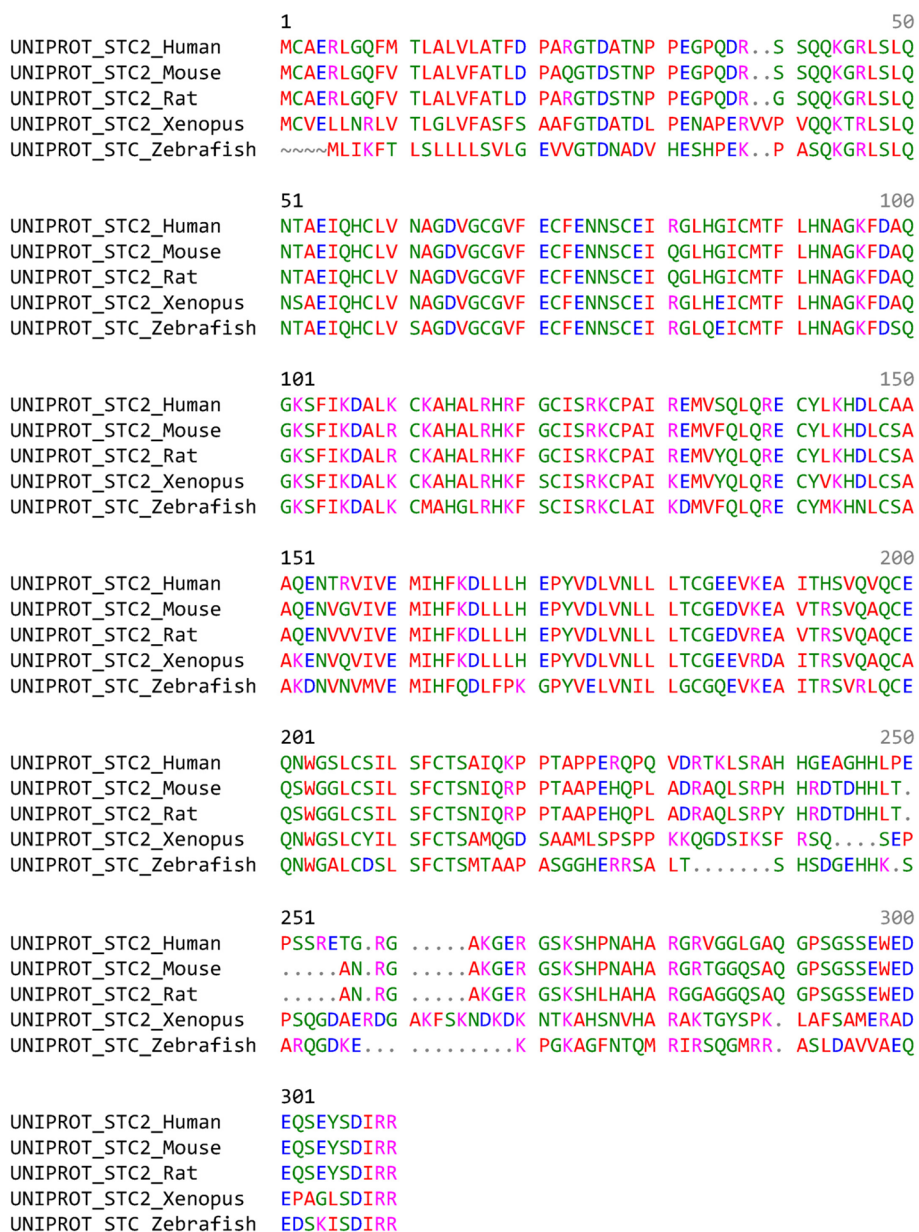 1 50
UNIPROT_STC2_Human MCAERLGQFM TLALVLATFD PARGTDATNP PEGPQDR..S SQQKGRLSLQ
UNIPROT_STC2_Mouse MCAERLGQFV TLALVFATLD PAQGTDSTNP PEGPQDR..S SQQKGRLSLQ
UNIPROT_STC2_Rat MCAERLGQFV TLALVFATLD PARGTDSTNP PEGPQDR..G SQQKGRLSLQ
UNIPROT_STC2_Xenopus MCVELLNRLV TLGLVFASFS AAFGTDATDL PENAPERVVP VQQKTRLSLQ
UNIPROT_STC_Zebrafish ~~~~MLIKFT LSLLLLSVLG EVVGTDNADV HESHPEK..P ASQKGRLSLQ
51 100
UNIPROT_STC2_Human NTAEIQHCLV NAGDVGCGVF ECFENNSCEI RGLHGICMTF LHNAGKFDAQ
UNIPROT_STC2_Mouse NTAEIQHCLV NAGDVGCGVF ECFENNSCEI QGLHGICMTF LHNAGKFDAQ
UNIPROT_STC2_Rat NTAEIQHCLV NAGDVGCGVF ECFENNSCEI QGLHGICMTF LHNAGKFDAQ
UNIPROT_STC2_Xenopus NSAEIQHCLV NAGDVGCGVF ECFENNSCEI RGLHEICMTF LHNAGKFDAQ
UNIPROT_STC_Zebrafish NTAEIQHCLV SAGDVGCGVF ECFENNSCEI RGLQEICMTF LHNAGKFDSQ
101 150
UNIPROT_STC2_Human GKSFIKDALK CKAHALRHRF GCISRKCPAI REMVSQLQRE CYLKHDLCAA
UNIPROT_STC2_Mouse GKSFIKDALR CKAHALRHKF GCISRKCPAI REMVFQLQRE CYLKHDLCSA
UNIPROT_STC2_Rat GKSFIKDALR CKAHALRHKF GCISRKCPAI REMVYQLQRE CYLKHDLCSA
UNIPROT_STC2_Xenopus GKSFIKDALK CKAHALRHKF SCISRKCPAI KEMVYQLQRE CYVKHDLCSA
UNIPROT_STC_Zebrafish GKSFIKDALK CMAHGLRHKF SCISRKCLAI KDMVFQLQRE CYMKHNLCSA
151 200
UNIPROT_STC2_Human AQENTRVIVE MIHFKDLLLH EPYVDLVNLL LTCGEEVKEA ITHSVQVQCE
UNIPROT_STC2_Mouse AQENVGVIVE MIHFKDLLLH EPYVDLVNLL LTCGEDVKEA VTRSVQAQCE
UNIPROT_STC2_Rat AQENVVVIVE MIHFKDLLLH EPYVDLVNLL LTCGEDVREA VTRSVQAQCE
UNIPROT_STC2_Xenopus AKENVQVIVE MIHFKDLLLH EPYVDLVNLL LTCGEEVRDA ITRSVQAQCA
UNIPROT_STC_Zebrafish AKDNVNVMVE MIHFQDLFPK GPYVELVNIL LGCGQEVKEA ITRSVRLQCE
201 250
UNIPROT_STC2_Human QNWGSLCSIL SFCTSAIQKP PTAPPERQPQ VDRTKLSRAH HGEAGHHLPE
UNIPROT_STC2_Mouse QSWGGLCSIL SFCTSNIQRP PTAAPEHQPL ADRAQLSRPH HRDTDHHLT.
UNIPROT_STC2_Rat QSWGGLCSIL SFCTSNIQRP PTAAPEHQPL ADRAQLSRPY HRDTDHHLT.
UNIPROT_STC2_Xenopus QNWGSLCYIL SFCTSAMQGD SAAMLSPSPP KKQGDSIKSF RSQ....SEP
UNIPROT_STC_Zebrafish QNWGALCDSL SFCTSMTAAP ASGGHERRSA LT.......S HSDGEHHK.S
251 300
UNIPROT_STC2_Human PSSRETG.RG .....AKGER GSKSHPNAHA RGRVGGLGAQ GPSGSSEWED
UNIPROT_STC2_Mouse .....AN.RG .....AKGER GSKSHPNAHA RGRTGGQSAQ GPSGSSEWED
UNIPROT_STC2_Rat .....AN.RG .....AKGER GSKSHLHAHA RGGAGGQSAQ GPSGSSEWED
UNIPROT_STC2_Xenopus PSQGDAERDG AKFSKNDKDK NTKAHSNVHA RAKTGYSPK. LAFSAMERAD
UNIPROT_STC_Zebrafish ARQGDKE... .........K PGKAGFNTQM RIRSQGMRR. ASLDAVVAEQ
301
UNIPROT_STC2_Human EQSEYSDIRR
UNIPROT_STC2_Mouse EQSEYSDIRR
UNIPROT_STC2_Rat EQSEYSDIRR
UNIPROT_STC2_Xenopus EPAGLSDIRR
UNIPROT_STC_Zebrafish EDSKISDIRR